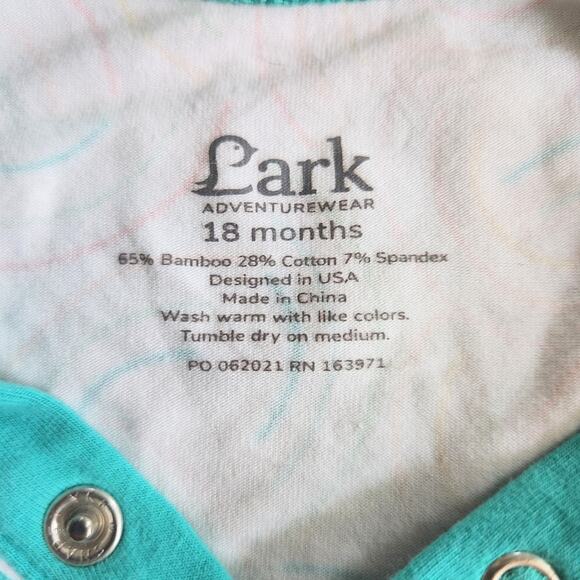 Lark
ADVENTUREWEAR
18 months
65% Bamboo 28% Cotton 7% Spandex
Designed in USA
Made in China
Wash warm with like colors.
Tumble dry on medium.
PO 062021 RN 163971